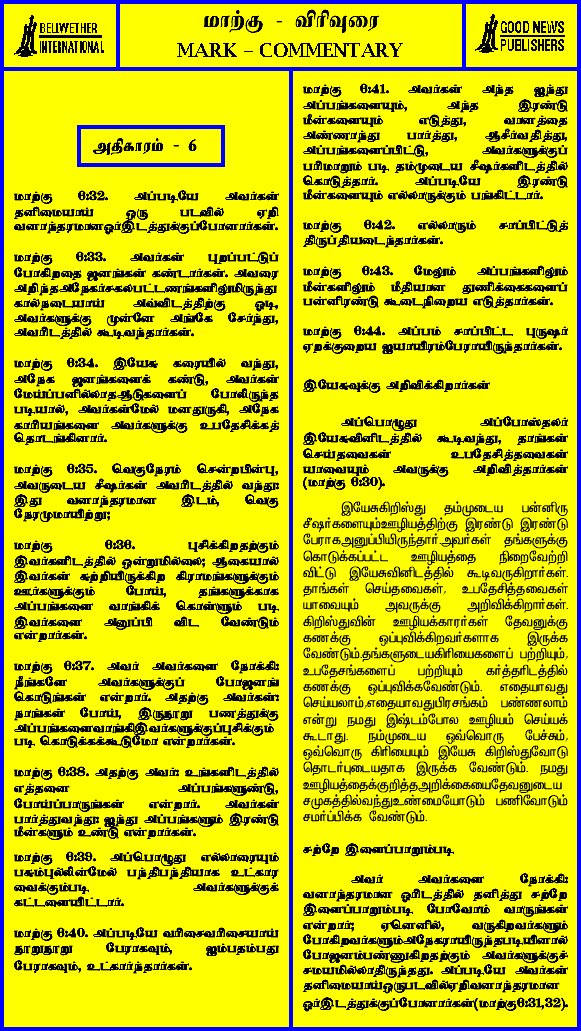 BELLWETHER
INTERNATIONAL
மாற்கு - விரிவுரை
MARK – COMMENTARY
GOOD NEWS
PUBLISHERS
அதிகாரம் - 6
மாற்கு 6:32. அப்படியே அவர்கள்
தனிமையாய் ஒரு படவில் ஏறி
வனாந்தரமானஓர்இடத்துக்குப்போனார்கள்.
மாற்கு 6:33. அவர்கள் புறப்பட்டுப்
போகிறதை ஜனங்கள் கண்டார்கள். அவரை
அறிந்தஅநேகர்சகலபட்டணங்களிலுமிருந்து
கால்நடையாய் அவ்விடத்திற்கு ஓடி,
அவர்களுக்கு முன்னே அங்கே சேர்ந்து,
அவரிடத்தில் கூடிவந்தார்கள்.
மாற்கு 6:34. இயேசு கரையில் வந்து,
அநேக ஜனங்களைக் கண்டு, அவர்கள்
மேய்ப்பனில்லாதஆடுகளைப் போலிருந்த
படியால், அவர்கள்மேல் மனதுருகி, அநேக
காரியங்களை அவர்களுக்கு உபதேசிக்கத்
தொடங்கினார்.
மாற்கு 6:35. வெகுநேரம் சென்றபின்பு,
அவருடைய சீஷர்கள் அவரிடத்தில் வந்து:
இது வனாந்தரமான இடம், வெகு
நேரமுமாயிற்று;
மாற்கு 6:36. புசிக்கிறதற்கும்
இவர்களிடத்தில் ஒன்றுமில்லை; ஆகையால்
இவர்கள் சுற்றியிருக்கிற கிராமங்களுக்கும்
ஊர்களுக்கும் போய், தங்களுக்காக
அப்பங்களை வாங்கிக் கொள்ளும் படி
இவர்களை அனுப்பி விட வேண்டும்
என்றார்கள்.
மாற்கு 6:37. அவர் அவர்களை நோக்கி:
நீங்களே அவர்களுக்குப் போஜனங்
கொடுங்கள் என்றார். அதற்கு அவர்கள்:
நாங்கள் போய், இருநூறு பணத்துக்கு
அப்பங்களைவாங்கிஇவர்களுக்குப்புசிக்கும்
படி கொடுக்கக்கூடுமோ என்றார்கள்.
மாற்கு 6:38. அதற்கு அவர்: உங்களிடத்தில்
எத்தனை அப்பங்களுண்டு,
போய்ப்பாருங்கள் என்றார். அவர்கள்
பார்த்துவந்து: ஐந்து அப்பங்களும் இரண்டு
மீன்களும் உண்டு என்றார்கள்.
மாற்கு 6:39. அப்பொழுது எல்லாரையும்
பசும்புல்லின்மேல் பந்திபந்தியாக உட்கார
வைக்கும்படி அவர்களுக்குக்
கட்டளையிட்டார்.
மாற்கு 6:40. அப்படியே வரிசைவரிசையாய்
நூறுநூறு பேராகவும், ஐம்பதம்பது
பேராகவும், உட்கார்ந்தார்கள்.
மாற்கு 6:41. அவர்கள் அந்த ஐந்து
அப்பங்களையும், அந்த இரண்டு
மீன்களையும் எடுத்து, வானத்தை
அண்ணாந்து பார்த்து, ஆசீர்வதித்து,
அப்பங்களைப்பிட்டு, அவர்களுக்குப்
பரிமாறும் படி தம்முடைய சீஷர்களிடத்தில்
கொடுத்தார். அப்படியே இரண்டு
மீன்களையும் எல்லாருக்கும் பங்கிட்டார்.
மாற்கு 6:42. எல்லாரும் சாப்பிட்டுத்
திருப்தியடைந்தார்கள்.
மாற்கு 6:43. மேலும் அப்பங்களிலும்
மீன்களிலும் மீதியான துணிக்கைகளைப்
பன்னிரண்டு கூடைநிறைய எடுத்தார்கள்.
மாற்கு 6:44. அப்பம் சாப்பிட்ட புருஷர்
ஏறக்குறைய ஐயாயிரம்பேராயிருந்தார்கள்.
இயேசுவுக்கு அறிவிக்கிறார்கள்
அப்பொழுது அப்போஸ்தலர்
இயேசுவினிடத்தில் கூடிவந்து, தாங்கள்
செய்தவைகள் உபதேசித்தவைகள்
யாவையும் அவருக்கு அறிவித்தார்கள்
(மாற்கு 6:30).
இயேசுகிறிஸ்து தம்முடைய பன்னிரு
சீஷர்களையும்ஊழியத்திற்கு இரண்டு இரண்டு
பேராகஅனுப்பியிருந்தார்.அவர்கள் தங்களுக்கு
கொடுக்கப்பட்ட ஊழியத்தை நிறைவேற்றி
விட்டு இயேசுவினிடத்தில் கூடிவருகிறார்கள்.
தாங்கள் செய்தவைகள், உபதேசித்தவைகள்
யாவையும் அவருக்கு அறிவிக்கிறார்கள்.
கிறிஸ்துவின் ஊழியக்காரர்கள் தேவனுக்கு
கணக்கு ஒப்புவிக்கிறவர்களாக இருக்க
வேண்டும்.தங்களுடையகிரியைகளைப் பற்றியும்,
உபதேசங்களைப் பற்றியும் கர்த்தரிடத்தில்
கணக்கு ஒப்புவிக்கவேண்டும். எதையாவது
செய்யலாம்,எதையாவதுபிரசங்கம் பண்ணலாம்
என்று நமது இஷ்டம்போல ஊழியம் செய்யக்
கூடாது. நம்முடைய ஒவ்வொரு பேச்சும்,
ஒவ்வொரு கிரியையும் இயேசு கிறிஸ்துவோடு
தொடர்புடையதாக இருக்க வேண்டும். நமது
ஊழியத்தைக்குறித்தஅறிக்கையைதேவனுடைய
சமுகத்தில்வந்துஉண்மையோடும் பணிவோடும்
சமர்ப்பிக்க வேண்டும்.
சற்றே இளைப்பாறும்படி
அவர் அவர்களை நோக்கி:
வனாந்தரமான ஓரிடத்தில் தனித்து சற்றே
இளைப்பாறும்படி போவோம் வாருங்கள்
என்றார்; ஏனெனில், வருகிறவர்களும்
போகிறவர்களும்அநேகராயிருந்தபடியினால்
போஜனம்பண்ணுகிறதற்கும் அவர்களுக்குச்
சமயமில்லாதிருந்தது. அப்படியே அவர்கள்
தனிமையாய்ஒருபடவில்ஏறிவனாந்தரமான
ஓர்இடத்துக்குப்போனார்கள்(மாற்கு6:31,32).